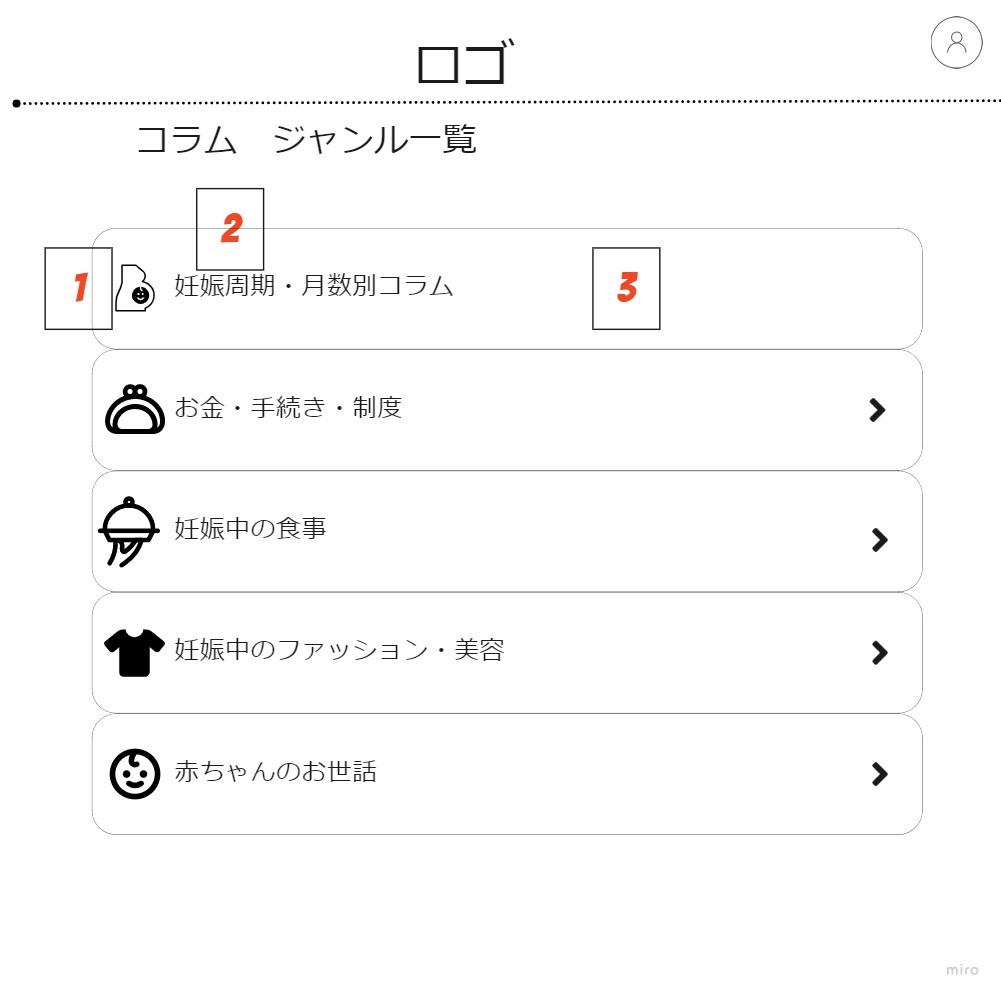 ロゴ
コラム　ジャンル一覧
2
1
妊娠周期・月数別コラム
3
お金・手続き・制度
妊娠中の食事
妊娠中のファッション・美容
赤ちゃんのお世話
miro